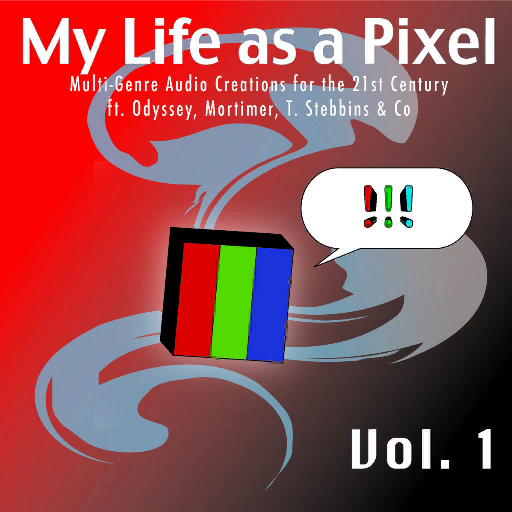 My Life as a Pixel
Multi-Genre Audio Creations for the 21st Century
ft. Odyssey, Mortimer, T. Stebbins & Co
!!!
Vol. 1